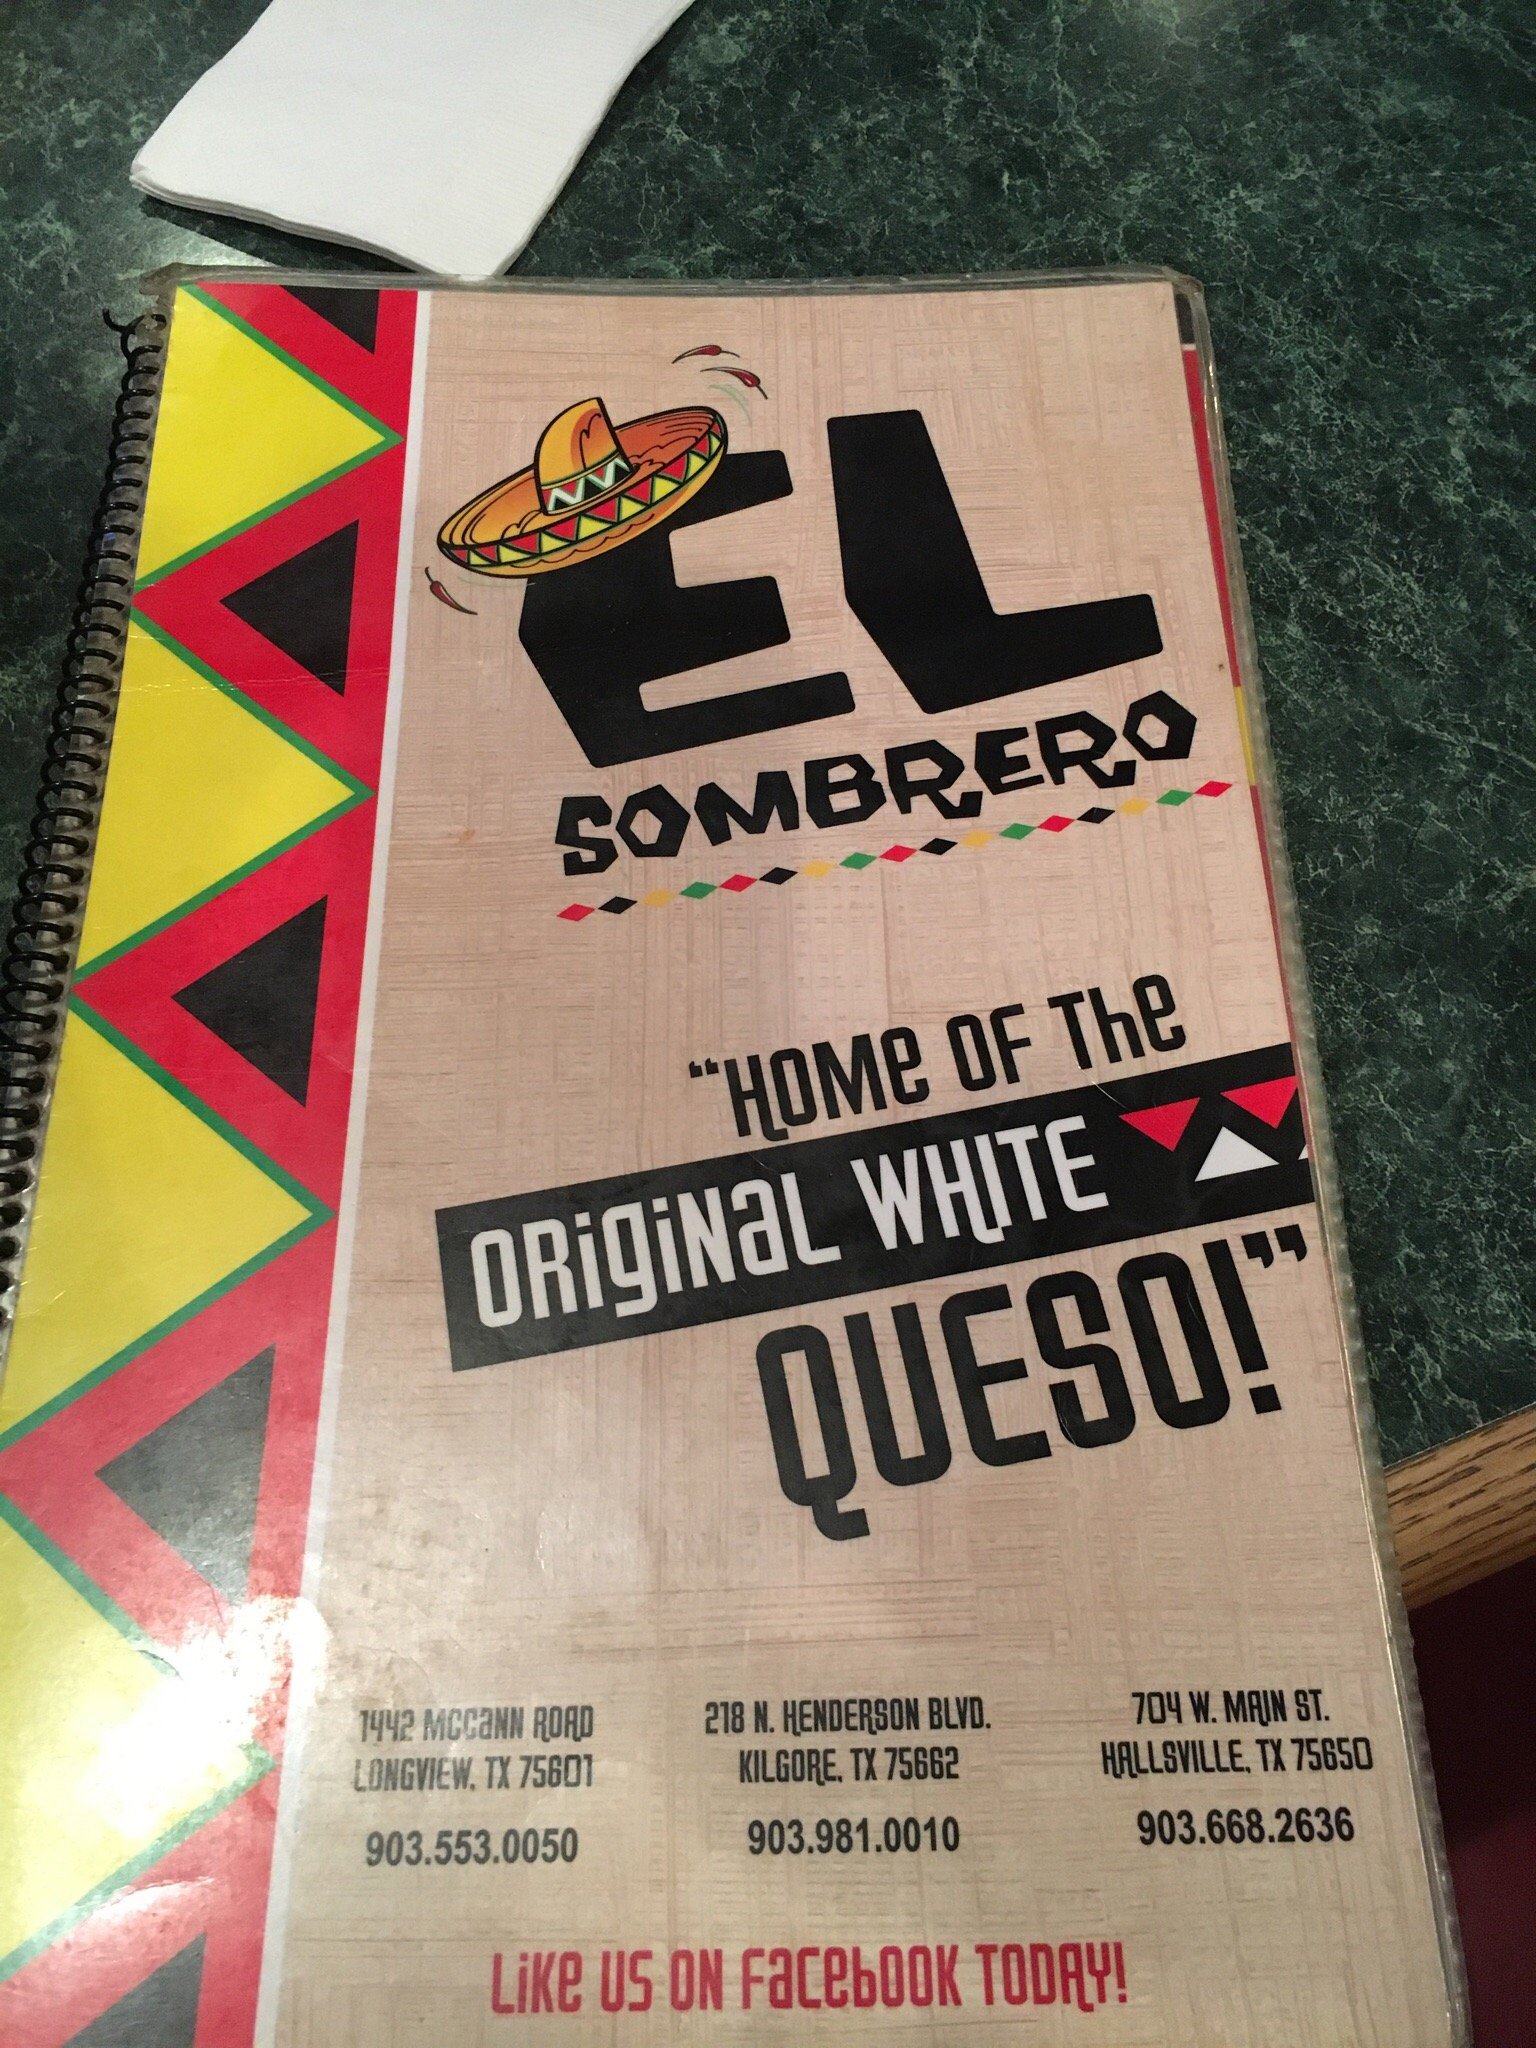 EL
SOMBRERO
"HOME OF THE
ORIGINAL WHITE
QUESO!"
1442 MCCANN ROAD
LONGVIEW, TX 75601
903.553.0050
218 N. HENDERSON BLVD.
KILGORE, TX 75662
903.981.0010
704 W. MAIN ST.
HALLSVILLE, TX 75650
903.668.2636
LIKE US ON FACEBOOK TODAY!